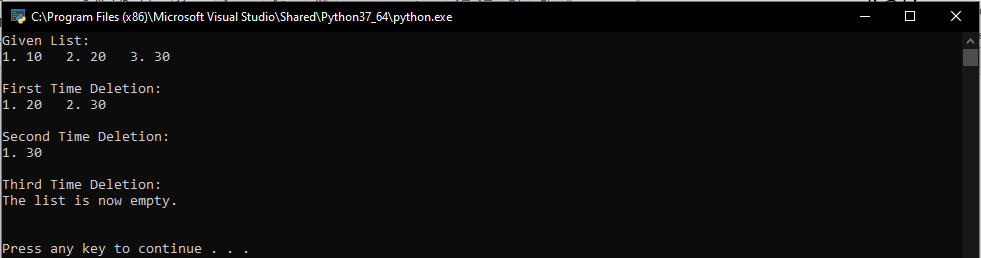 C:\Program Files (x86)\Microsoft Visual Studio\Shared\Python37_64\python.exe
Given List:
1. 10   2. 20   3. 30
First Time Deletion:
1. 20   2. 30
Second Time Deletion:
1. 30
Third Time Deletion:
The list is now empty.
Press any key to continue . . .